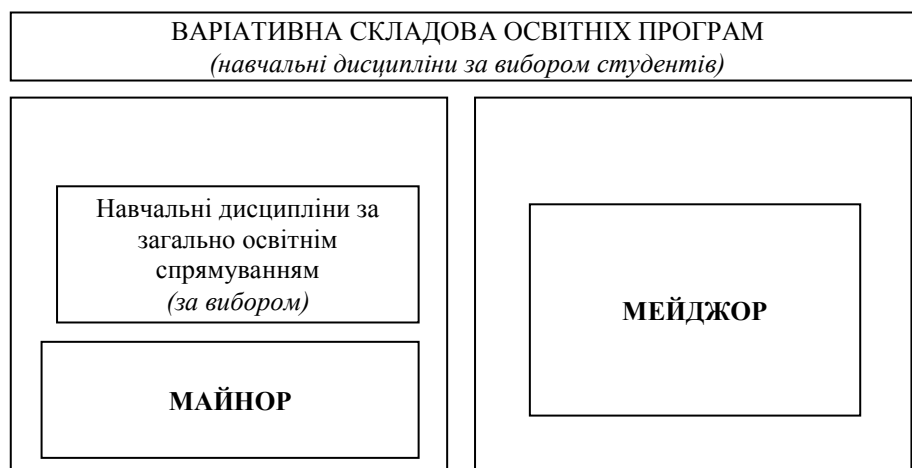 ВАРІАТИВНА СКЛАДОВА ОСВІТНІХ ПРОГРАМ
(навчальні дисципліни за вибором студентів)
Навчальні дисципліни за
загально освітнім
спрямуванням
(за вибором)
МАЙНОР
МЕЙДЖОР